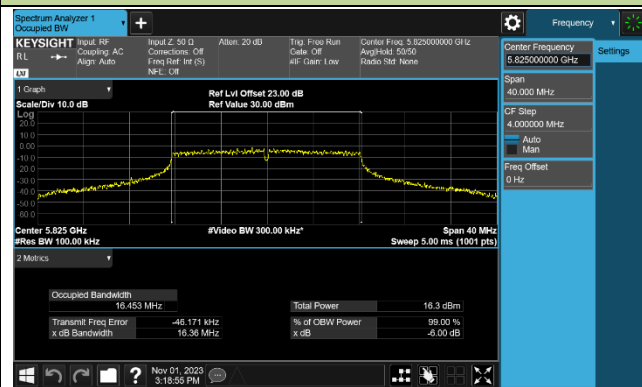 Spectrum Analyzer 1
Occupied BW
Frequency
KEYSIGHT
RL
LXI
Input: RF
Coupling: AC
Align: Auto
Input Z: 50 Ω
Corrections: Off
Freq Ref: Int (S)
NFE: Off
Atten: 20 dB
Trig: Free Run
Gate: Off
#IF Gain: Low
Center Freq: 5.825000000 GHz
Avg|Hold: 50/50
Radio Std: None
Center Frequency
5.825000000 GHz
Settings
Span
40.000 MHz
CF Step
4.000000 MHz
Auto
Man
Freq Offset
0 Hz
1 Graph
Scale/Div 10.0 dB
Ref Lvl Offset 23.00 dB
Ref Value 30.00 dBm
Log
20.0
10.0
0.00
-10.0
-20.0
-30.0
-40.0
-50.0
-60.0
Center 5.825 GHz
#Res BW 100.00 kHz
#Video BW 300.00 kHz*
Span 40 MHz
Sweep 5.00 ms (1001 pts)
2 Metrics
Occupied Bandwidth
16.453 MHz
Total Power 16.3 dBm
Transmit Freq Error -46.171 kHz
% of OBW Power 99.00 %
x dB Bandwidth 16.36 MHz
x dB -6.00 dB
Nov 01, 2023
3:18:55 PM